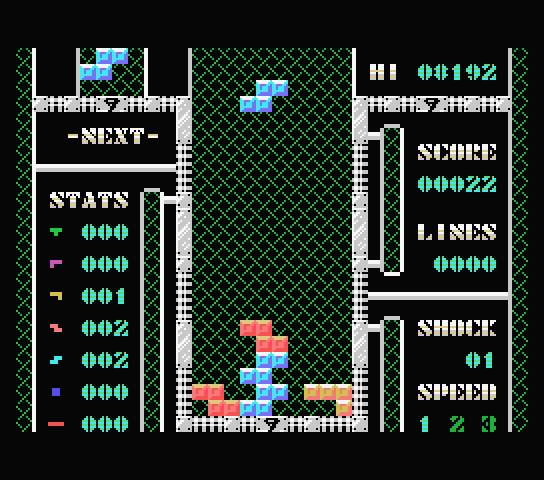 HI 00192
-NEXT-
SCORE
00022
STATS
000
LINES
000
0000
001
002
SHOCK
002
01
000
SPEED
000
1 2 3